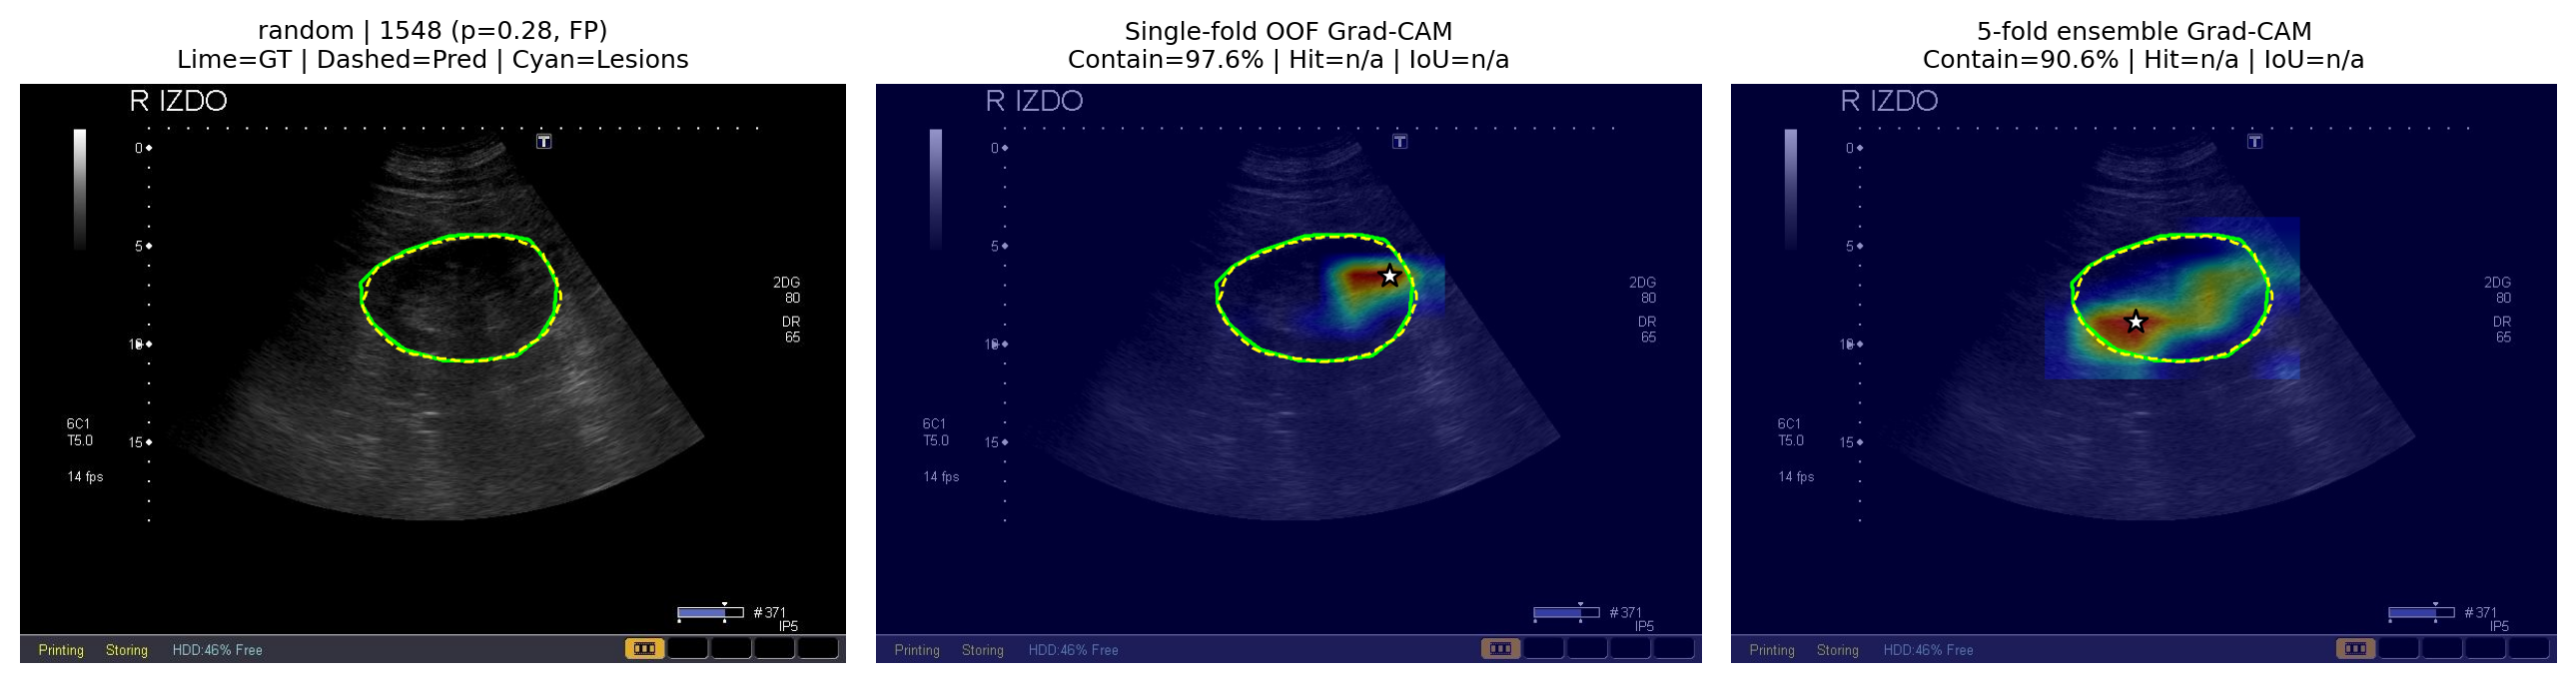 random | 1548 (p=0.28, FP)
Lime=GT | Dashed=Pred | Cyan=Lesions
R IZDO
T
0
5
10
15
2DG
80
DR
65
6C1
T5.0
14 fps
#371
IP5
Printing Storing HDD:46% Free
Single-fold OOF Grad-CAM
Contain=97.6% | Hit=n/a | IoU=n/a
R IZDO
T
0
5
10
15
2DG
80
DR
65
6C1
T5.0
14 fps
#371
IP5
Printing Storing HDD:46% Free
5-fold ensemble Grad-CAM
Contain=90.6% | Hit=n/a | IoU=n/a
R IZDO
T
0
5
10
15
2DG
80
DR
65
6C1
T5.0
14 fps
#371
IP5
Printing Storing HDD:46% Free